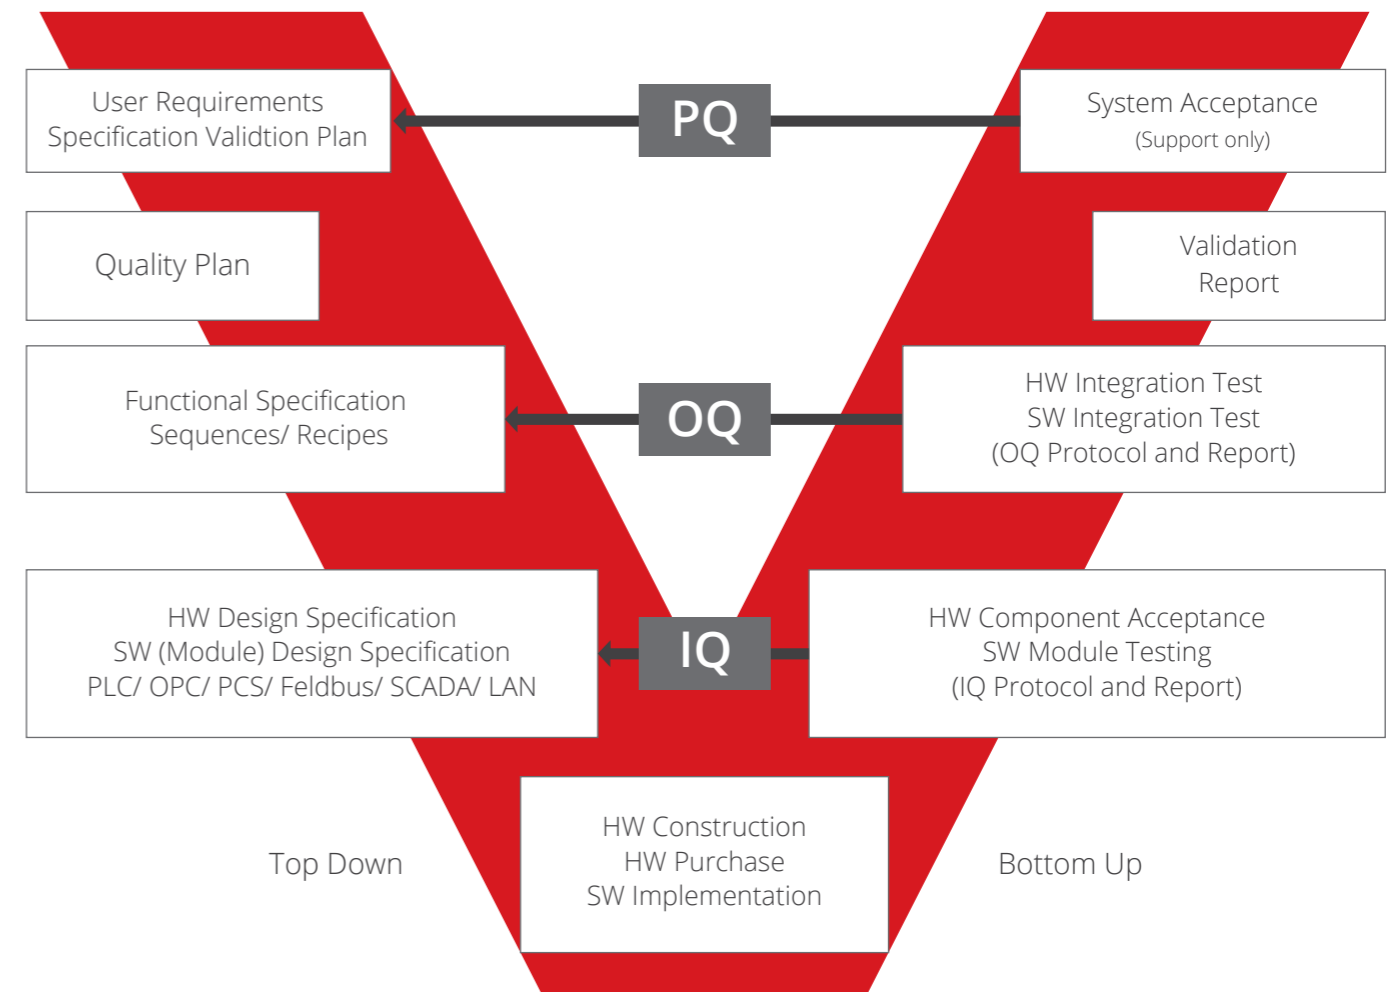 User Requirements
Specification Validtion Plan
PQ
System Acceptance
(Support only)
Quality Plan
Validation
Report
Functional Specification
Sequences/ Recipes
OQ
HW Integration Test
SW Integration Test
(OQ Protocol and Report)
HW Design Specification
SW (Module) Design Specification
PLC/ OPC/ PCS/ Feldbus/ SCADA/ LAN
IQ
HW Component Acceptance
SW Module Testing
(IQ Protocol and Report)
Top Down
HW Construction
HW Purchase
SW Implementation
Bottom Up